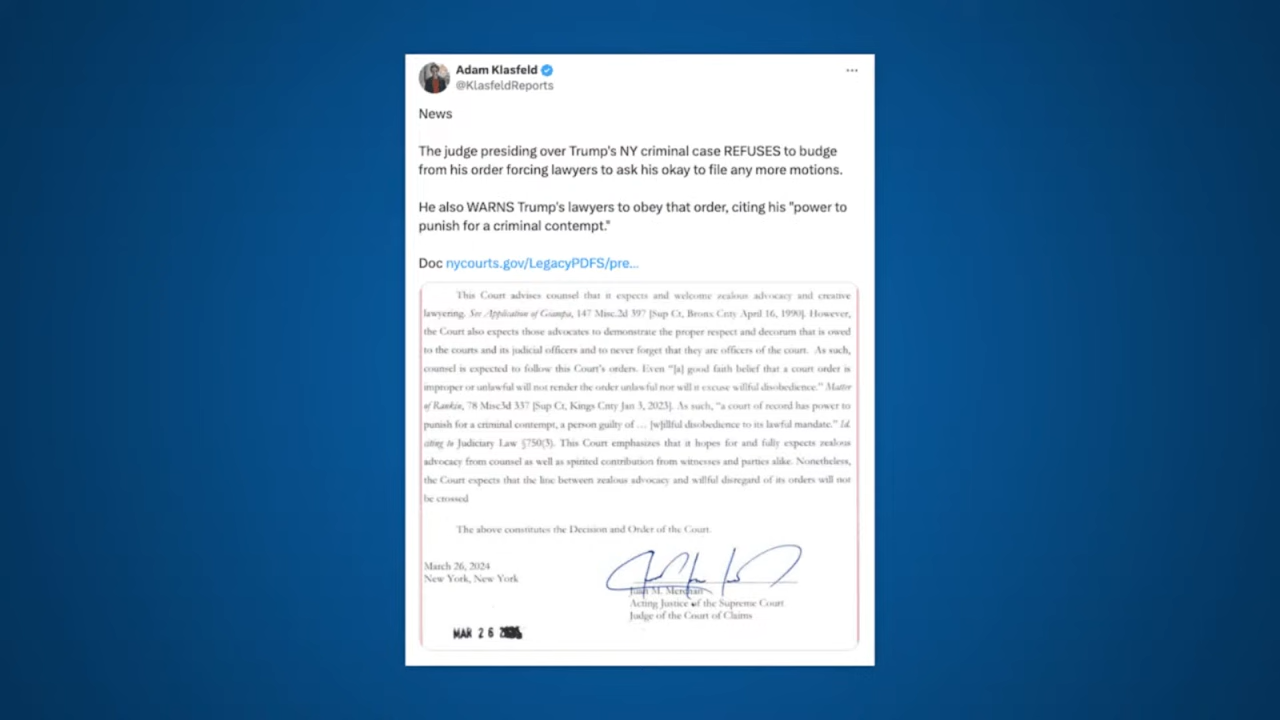 Adam Klasfeld
@KlasfeldReports
...
News
The judge presiding over Trump's NY criminal case REFUSES to budge
from his order forcing lawyers to ask his okay to file any more motions.
He also WARNS Trump's lawyers to obey that order, citing his "power to
punish for a criminal contempt."
Doc nycourts.gov/LegacyPDFS/pre...
This Court advises counsel that it expects and welcome zealous advocacy and creative
lawyering. See Application of Giampa, 147 Misc.2d 397 [Sup Ct, Bronx Cnty April 16, 1990]. However,
the Court also expects those advocates to demonstrate the proper respect and decorum that is owed
to the courts and its judicial officers and to never forget that they are officers of the court. As such,
counsel is expected to follow this Court's orders. Even "[a] good faith belief that a court order is
improper or unlawful will not render the order unlawful nor will it excuse willful disobedience." Matter
of Rankin, 78 Misc3d 337 [Sup Ct, Kings Cnty Jan 3, 2023]. As such, "a court of record has power to
punish for a criminal contempt, a person guilty of ... [w]illful disobedience to its lawful mandate." Id.
citing to Judiciary Law §750(3). This Court emphasizes that it hopes for and fully expects zealous
advocacy from counsel as well as spirited contribution from witnesses and parties alike. Nonetheless,
the Court expects that the line between zealous advocacy and willful disregard of its orders will not
be crossed
The above constitutes the Decision and Order of the Court.
March 26, 2024
New York, New York
Juan M. Merchan
Acting Justice of the Supreme Court
Judge of the Court of Claims
MAR 26